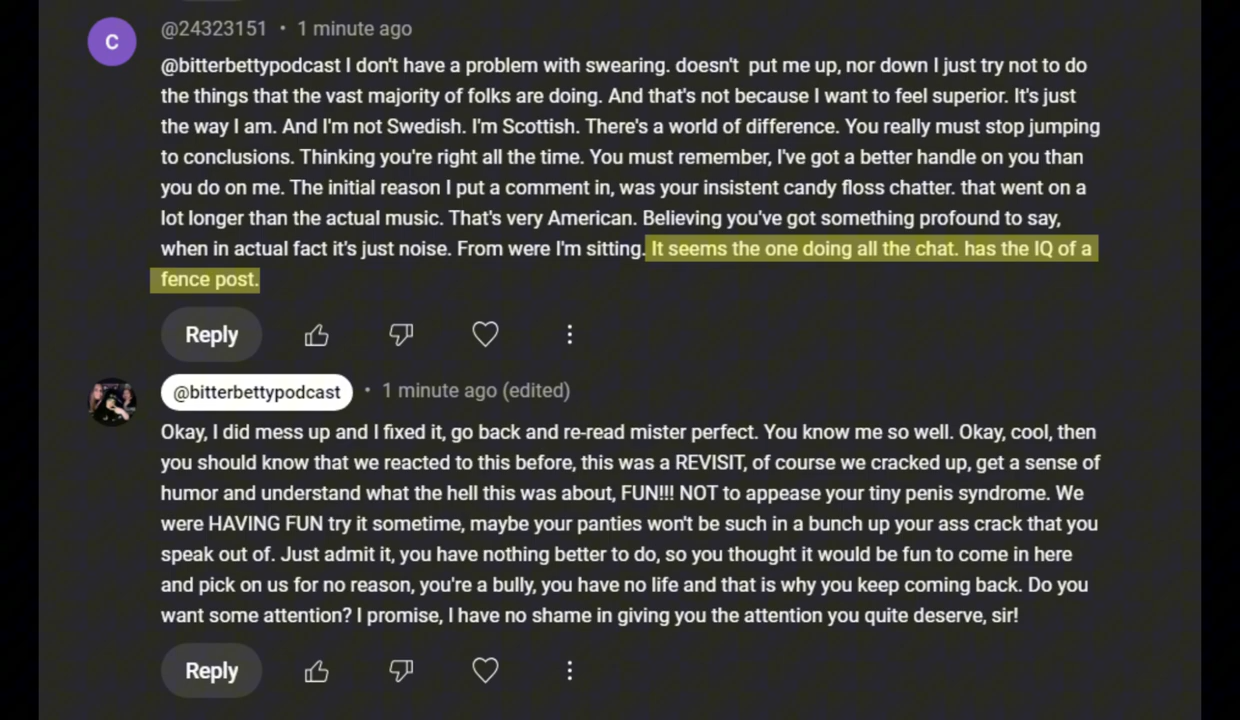 C
@24323151 • 1 minute ago
@bitterbettypodcast I don't have a problem with swearing. doesn't  put me up, nor down I just try not to do
the things that the vast majority of folks are doing. And that's not because I want to feel superior. It's just
the way I am. And I'm not Swedish. I'm Scottish. There's a world of difference. You really must stop jumping
to conclusions. Thinking you're right all the time. You must remember, I've got a better handle on you than
you do on me. The initial reason I put a comment in, was your insistent candy floss chatter. that went on a
lot longer than the actual music. That's very American. Believing you've got something profound to say,
when in actual fact it's just noise. From were I'm sitting. It seems the one doing all the chat. has the IQ of a
fence post.
Reply
@bitterbettypodcast • 1 minute ago (edited)
Okay, I did mess up and I fixed it, go back and re-read mister perfect. You know me so well. Okay, cool, then
you should know that we reacted to this before, this was a REVISIT, of course we cracked up, get a sense of
humor and understand what the hell this was about, FUN!!! NOT to appease your tiny penis syndrome. We
were HAVING FUN try it sometime, maybe your panties won't be such in a bunch up your ass crack that you
speak out of. Just admit it, you have nothing better to do, so you thought it would be fun to come in here
and pick on us for no reason, you're a bully, you have no life and that is why you keep coming back. Do you
want some attention? I promise, I have no shame in giving you the attention you quite deserve, sir!
Reply